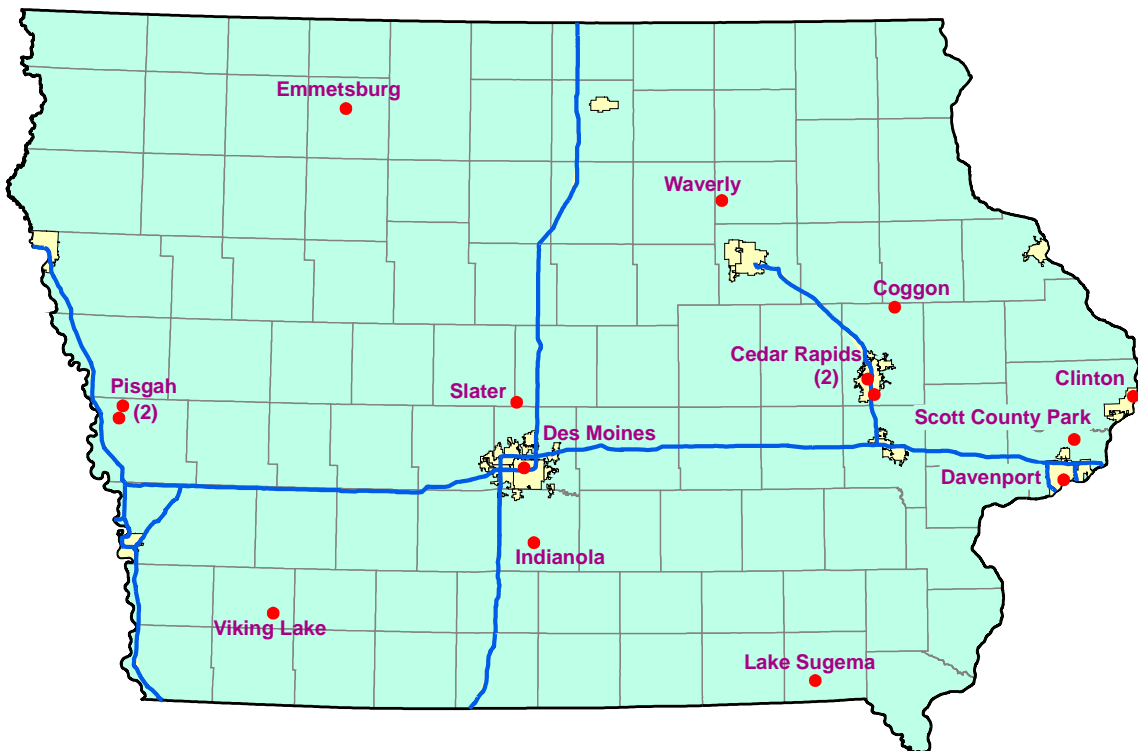 Emmetsburg
Waverly
Coggon
Cedar Rapids
(2)
Clinton
Pisgah
(2)
Slater
Scott County Park
Des Moines
Davenport
Indianola
Viking Lake
Lake Sugema